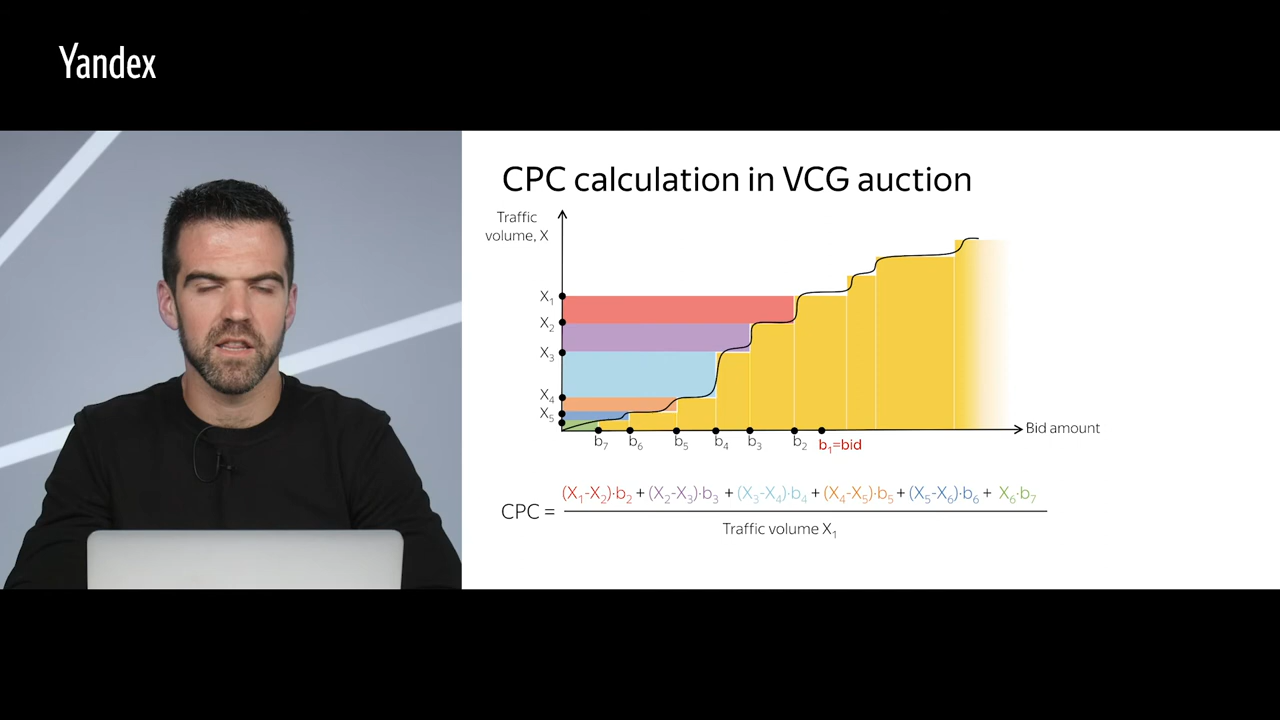 Yandex
CPC calculation in VCG auction
Traffic
volume, X
X₁
X₂
X₃
X₄
X₅
Bid amount
b₇ b₆ b₅ b₄ b₃ b₂ b₁=bid
(X₁-X₂)·b₂ + (X₂-X₃)·b₃ + (X₃-X₄)·b₄ + (X₄-X₅)·b₅ + (X₅-X₆)·b₆ + X₆·b₇
CPC =
Traffic volume X₁